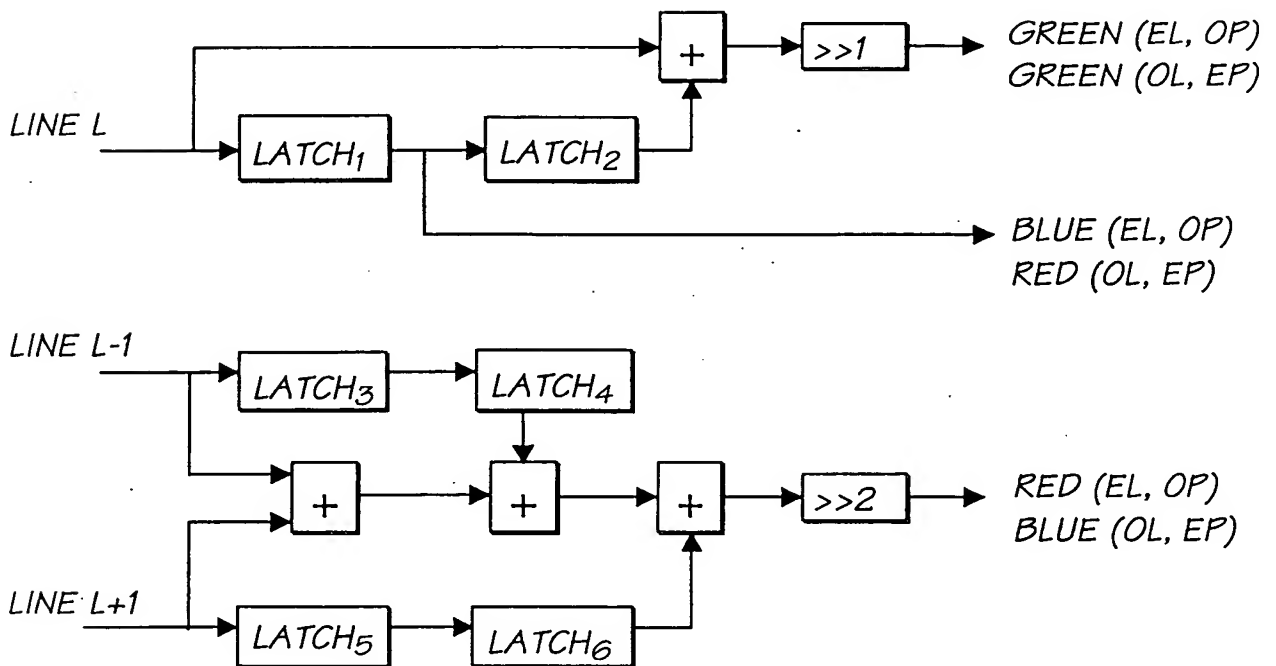 GREEN (EL, OP)
GREEN (OL, EP)
+
>>1
LINE L
LATCH₁
LATCH₂
BLUE (EL, OP)
RED (OL, EP)
LINE L-1
LATCH₃
LATCH₄
+
+
+
>>2
RED (EL, OP)
BLUE (OL, EP)
LINE L+1
LATCH₅
LATCH₆